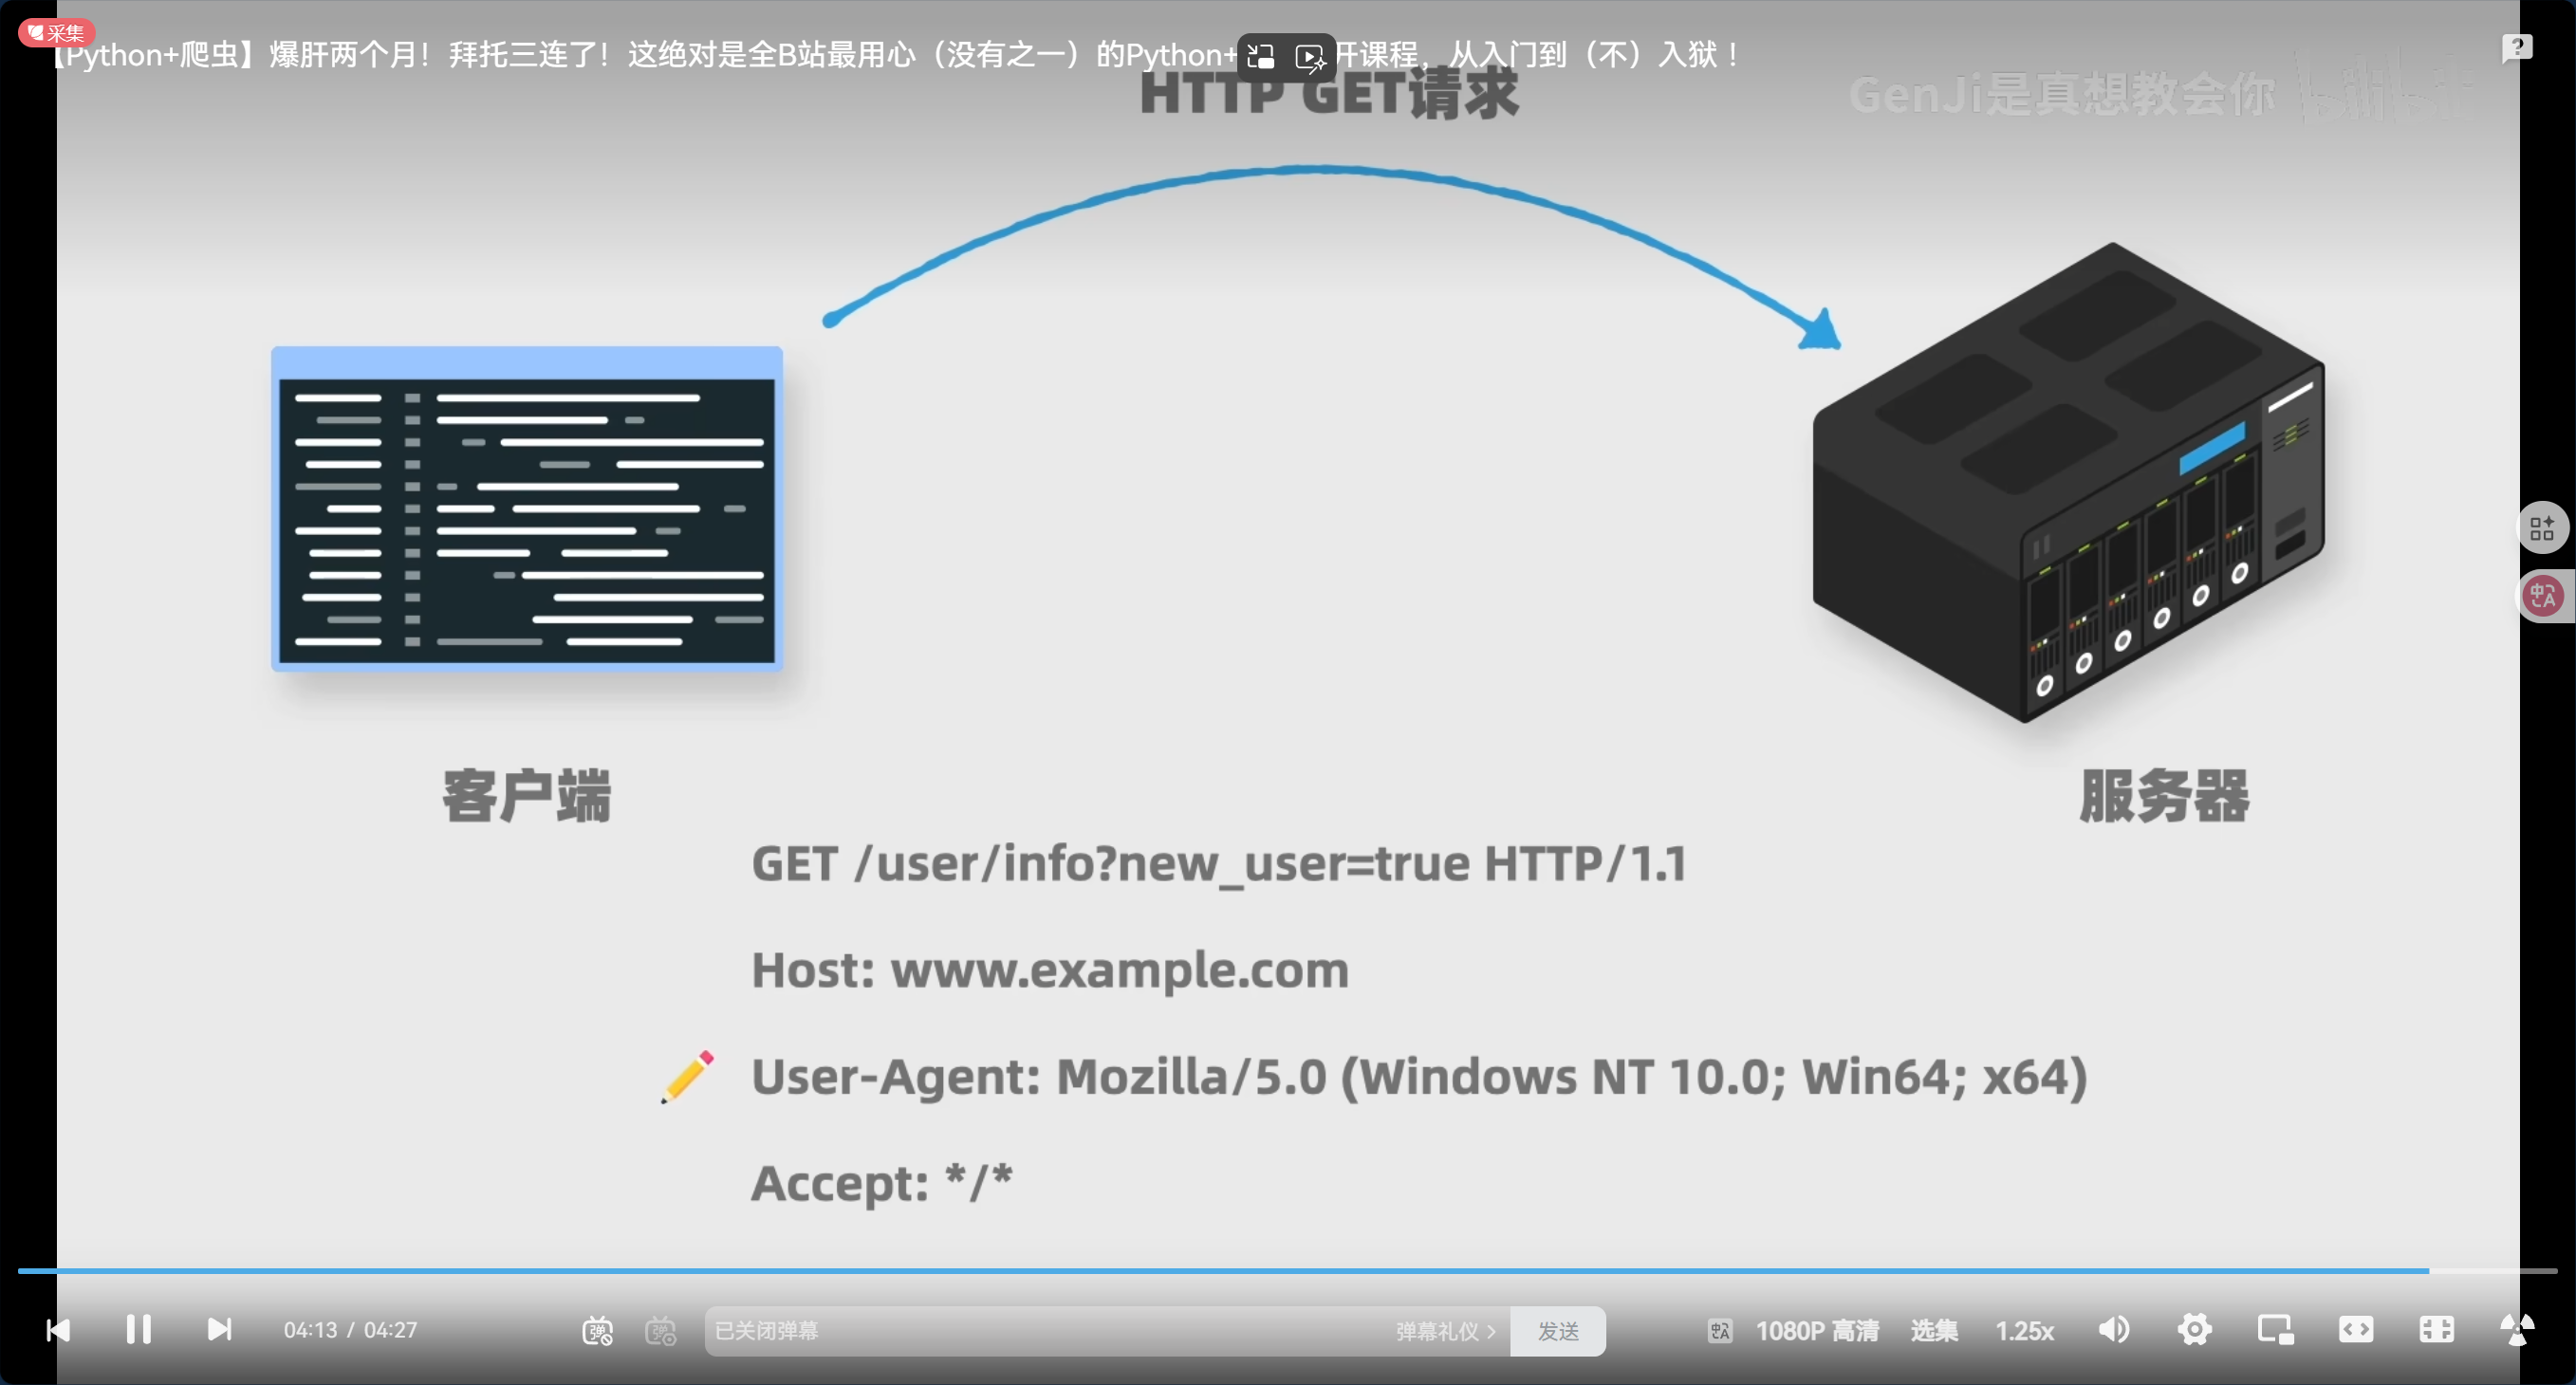 采集
【Python+爬虫】爆肝两个月！拜托三连了！这绝对是全B站最用心（没有之一）的Python+
开课程，从入门到（不）入狱！
HTTP GET请求
GenJi是真想教会你 bilibili
客户端
服务器
GET /user/info?new_user=true HTTP/1.1
Host: www.example.com
User-Agent: Mozilla/5.0 (Windows NT 10.0; Win64; x64)
Accept: */*
04:13 / 04:27
弹
弹
已关闭弹幕
弹幕礼仪 >
发送
1080P 高清
选集
1.25x